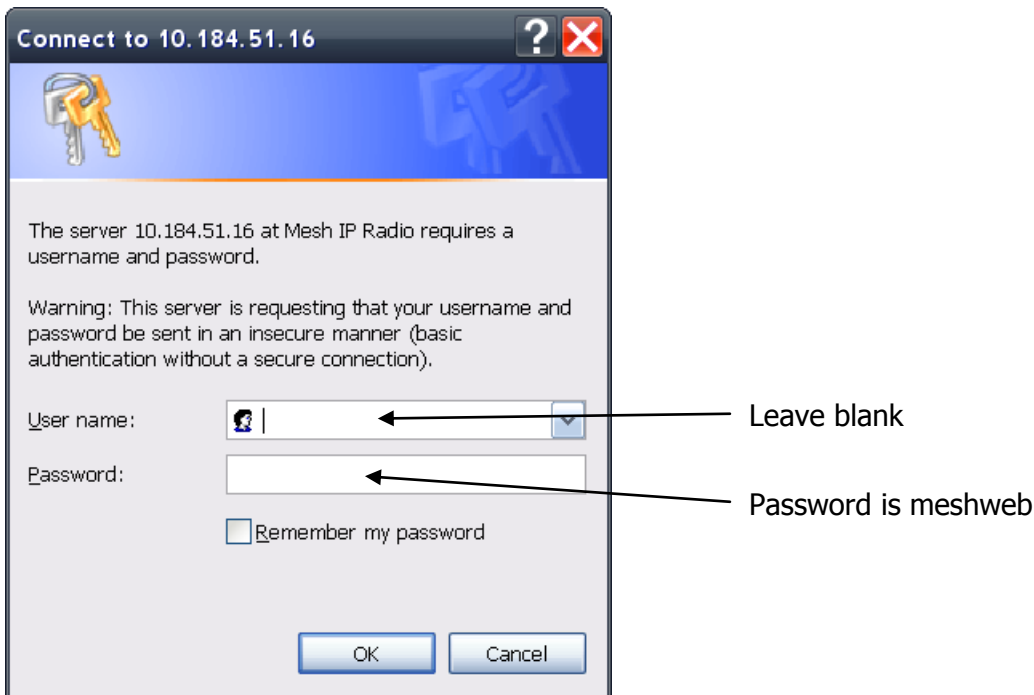 Connect to 10.184.51.16
?
The server 10.184.51.16 at Mesh IP Radio requires a
username and password.
Warning: This server is requesting that your username and
password be sent in an insecure manner (basic
authentication without a secure connection).
User name:
Leave blank
Password:
Password is meshweb
Remember my password
OK Cancel